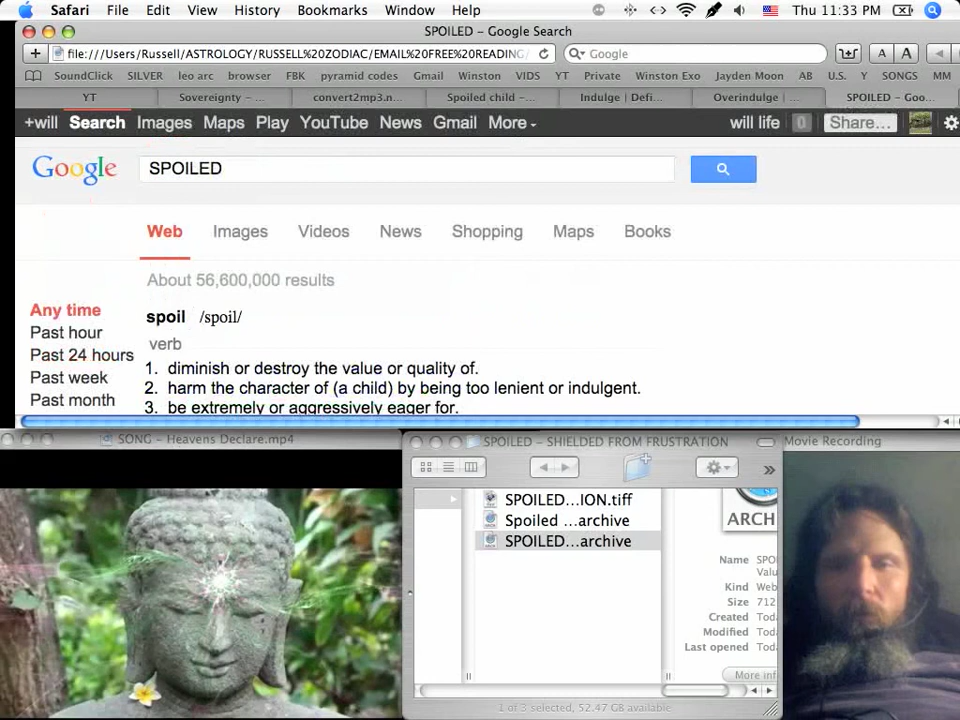 Safari File Edit View History Bookmarks Window Help Thu 11:33 PM
SPOILED – Google Search
file:///Users/Russell/ASTROLOGY/RUSSELL%20ZODIAC/EMAIL%20FREE%20READING/ Google A A
SoundClick SILVER leo arc browser FBK pyramid codes Gmail Winston VIDS YT Private Winston Exo Jayden Moon AB U.S. Y SONGS MM
YT Sovereignty – ... convert2mp3.n... Spoiled child –... Indulge | Defi... Overindulge | ... SPOILED – Goo...
+will Search Images Maps Play YouTube News Gmail More will life 0 Share...
Google SPOILED
Web Images Videos News Shopping Maps Books
About 56,600,000 results
Any time
Past hour
Past 24 hours
Past week
Past month
spoil /spoil/
verb
1. diminish or destroy the value or quality of.
2. harm the character of (a child) by being too lenient or indulgent.
3. be extremely or aggressively eager for.
SONG – Heavens Declare.mp4
SPOILED – SHIELDED FROM FRUSTRATION
Movie Recording
SPOILED...ION.tiff
Spoiled ...archive
SPOILED...archive
ARCH
Name SPO
Valu
Kind Web
Size 712
Created Toda
Modified Toda
Last opened Toda
More inf
1 of 3 selected, 52.47 GB available